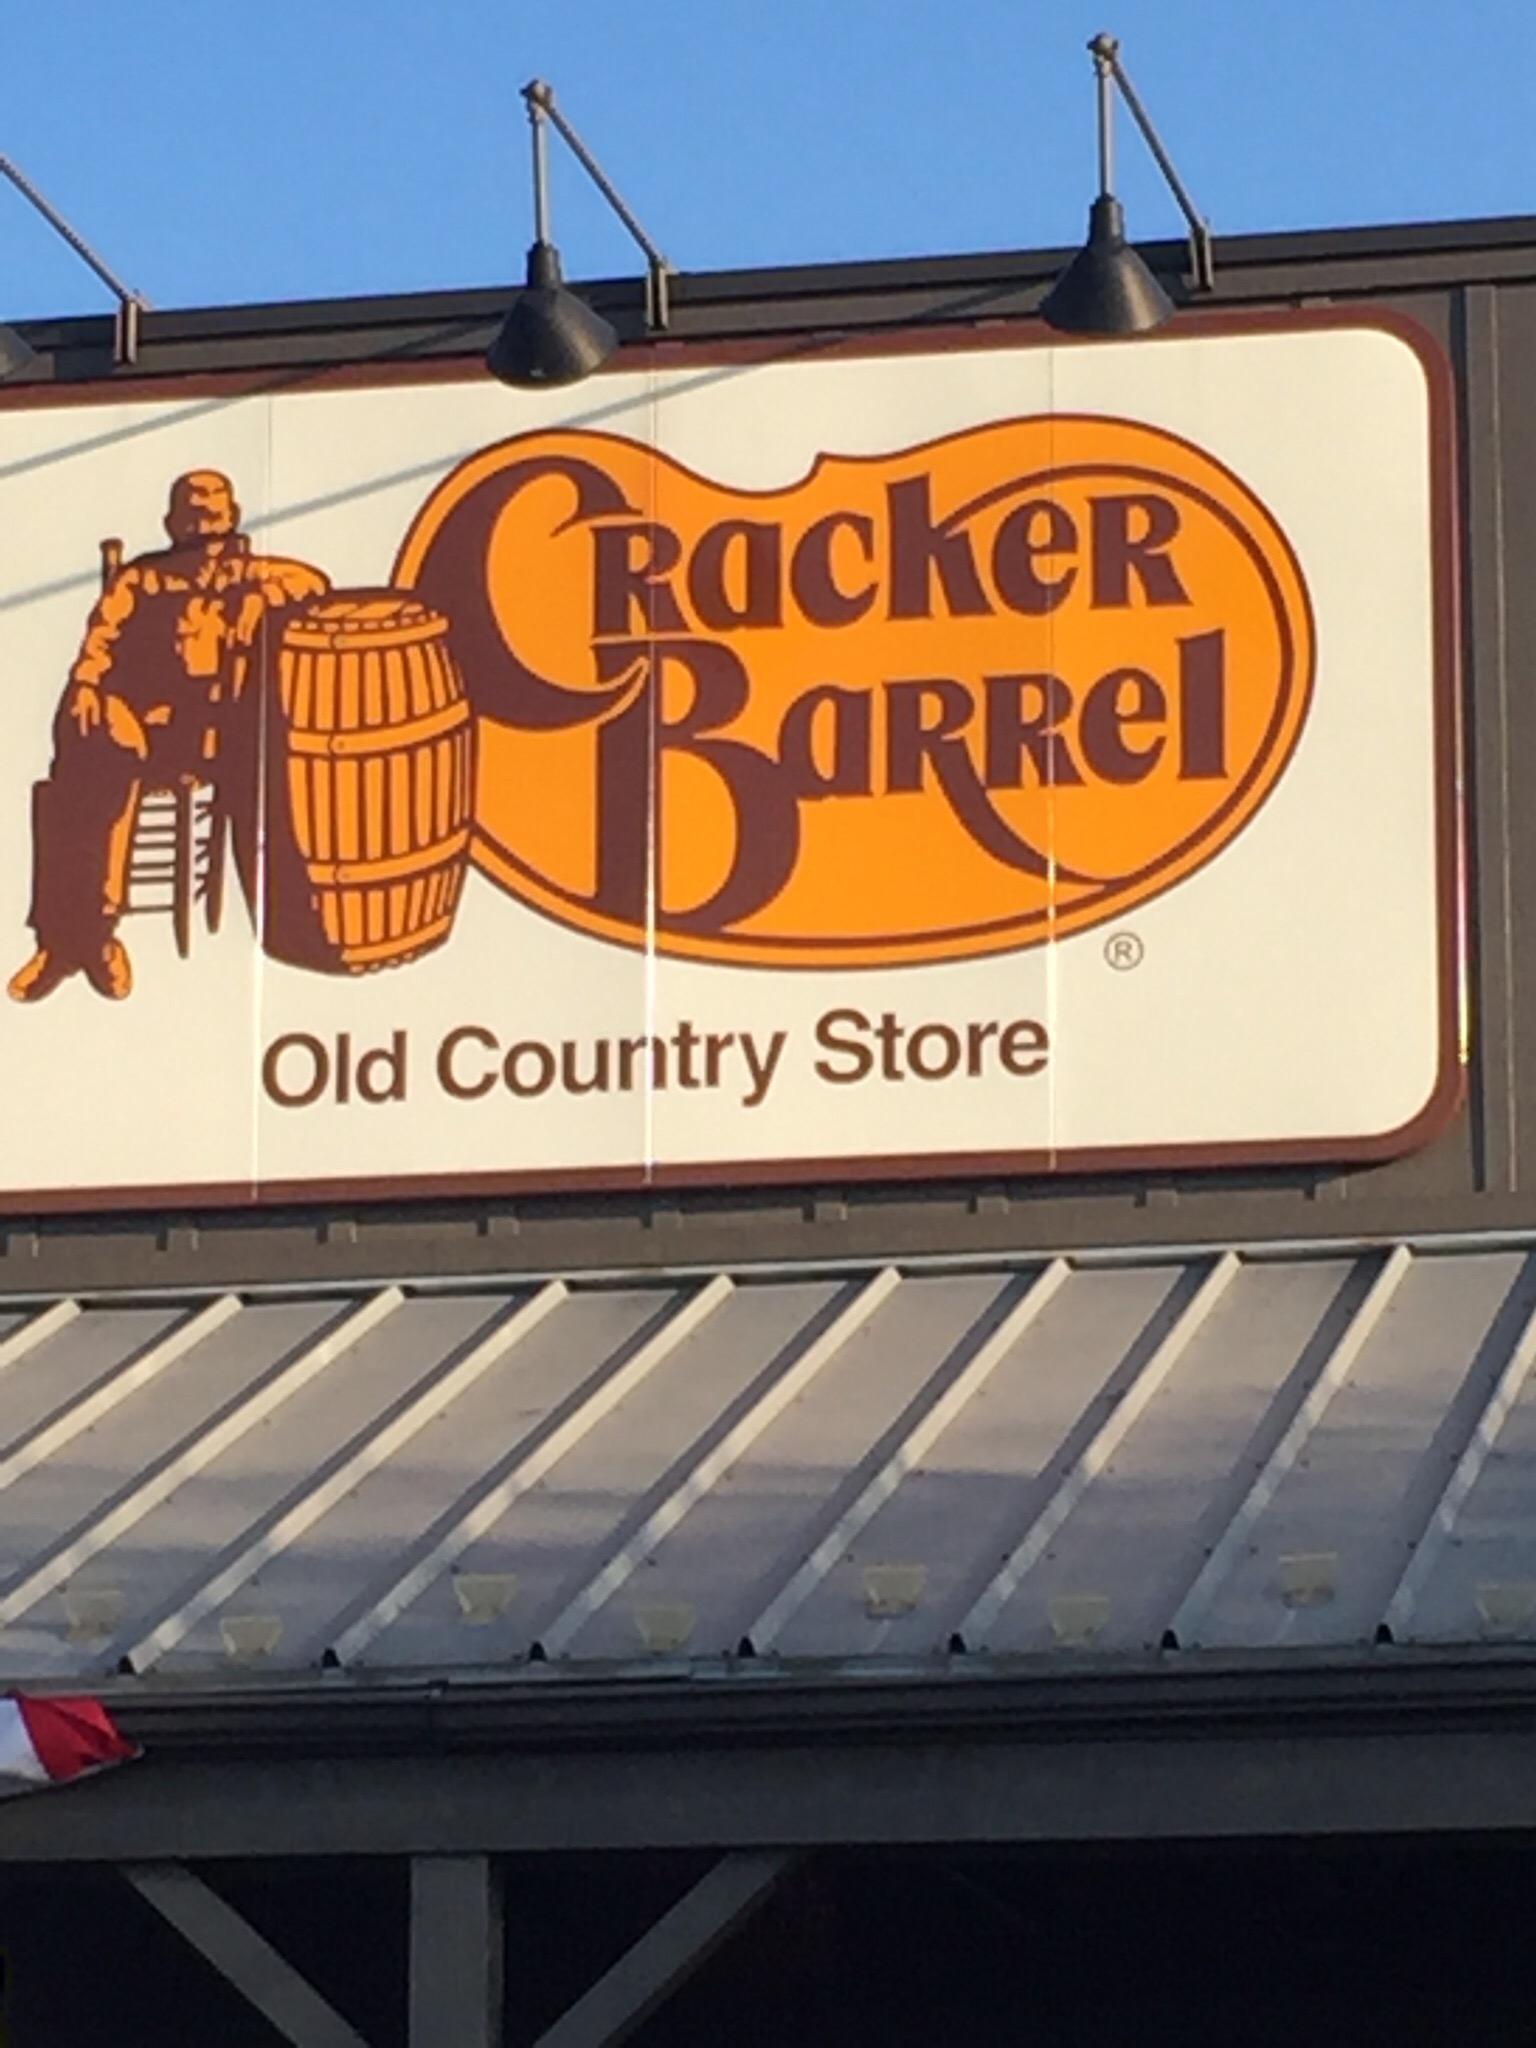 Cracker
Barrel
®
Old Country Store